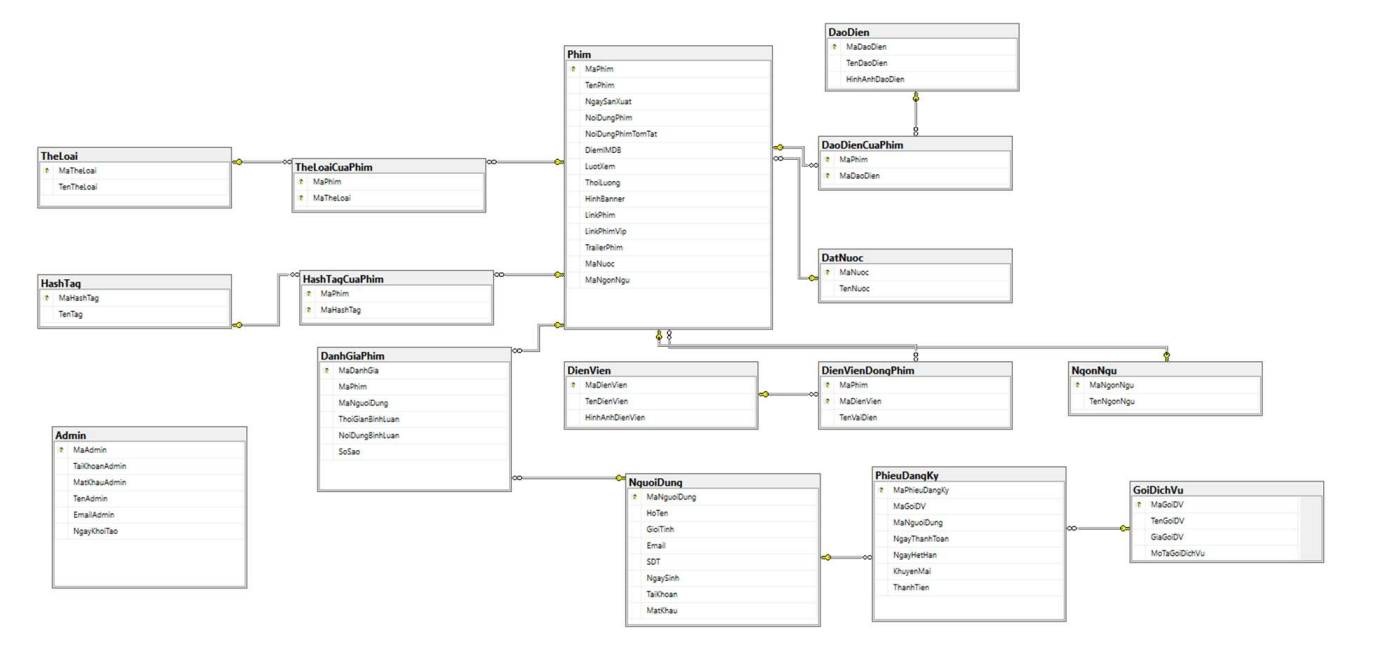 DaoDien
MaDaoDien
TenDaoDien
HinhAnhDaoDien
Phim
MaPhim
TenPhim
NgaySanXuat
NoiDungPhim
NoiDungPhimTomTat
DiemIMDB
LuotXem
ThoiLuong
HinhBanner
LinkPhim
LinkPhimVip
TrailerPhim
MaNuoc
MaNgonNgu
DaoDienCuaPhim
MaPhim
MaDaoDien
TheLoai
MaTheLoai
TenTheLoai
TheLoaiCuaPhim
MaPhim
MaTheLoai
DatNuoc
MaNuoc
TenNuoc
HashTag
MaHashTag
TenTag
HashTagCuaPhim
MaPhim
MaHashTag
DanhGiaPhim
MaDanhGia
MaPhim
MaNguoiDung
ThoiGianBinhLuan
NoiDungBinhLuan
SoSao
DienVien
MaDienVien
TenDienVien
HinhAnhDienVien
DienVienDongPhim
MaPhim
MaDienVien
TenVaiDien
NgonNgu
MaNgonNgu
TenNgonNgu
Admin
MaAdmin
TaiKhoanAdmin
MatKhauAdmin
TenAdmin
EmailAdmin
NgayKhoiTao
NguoiDung
MaNguoiDung
HoTen
GioiTinh
Email
SDT
NgaySinh
TaiKhoan
MatKhau
PhieuDangKy
MaPhieuDangKy
MaGoiDV
MaNguoiDung
NgayThanhToan
NgayHetHan
KhuyenMai
ThanhTien
GoiDichVu
MaGoiDV
TenGoiDV
GiaGoiDV
MoTaGoiDichVu